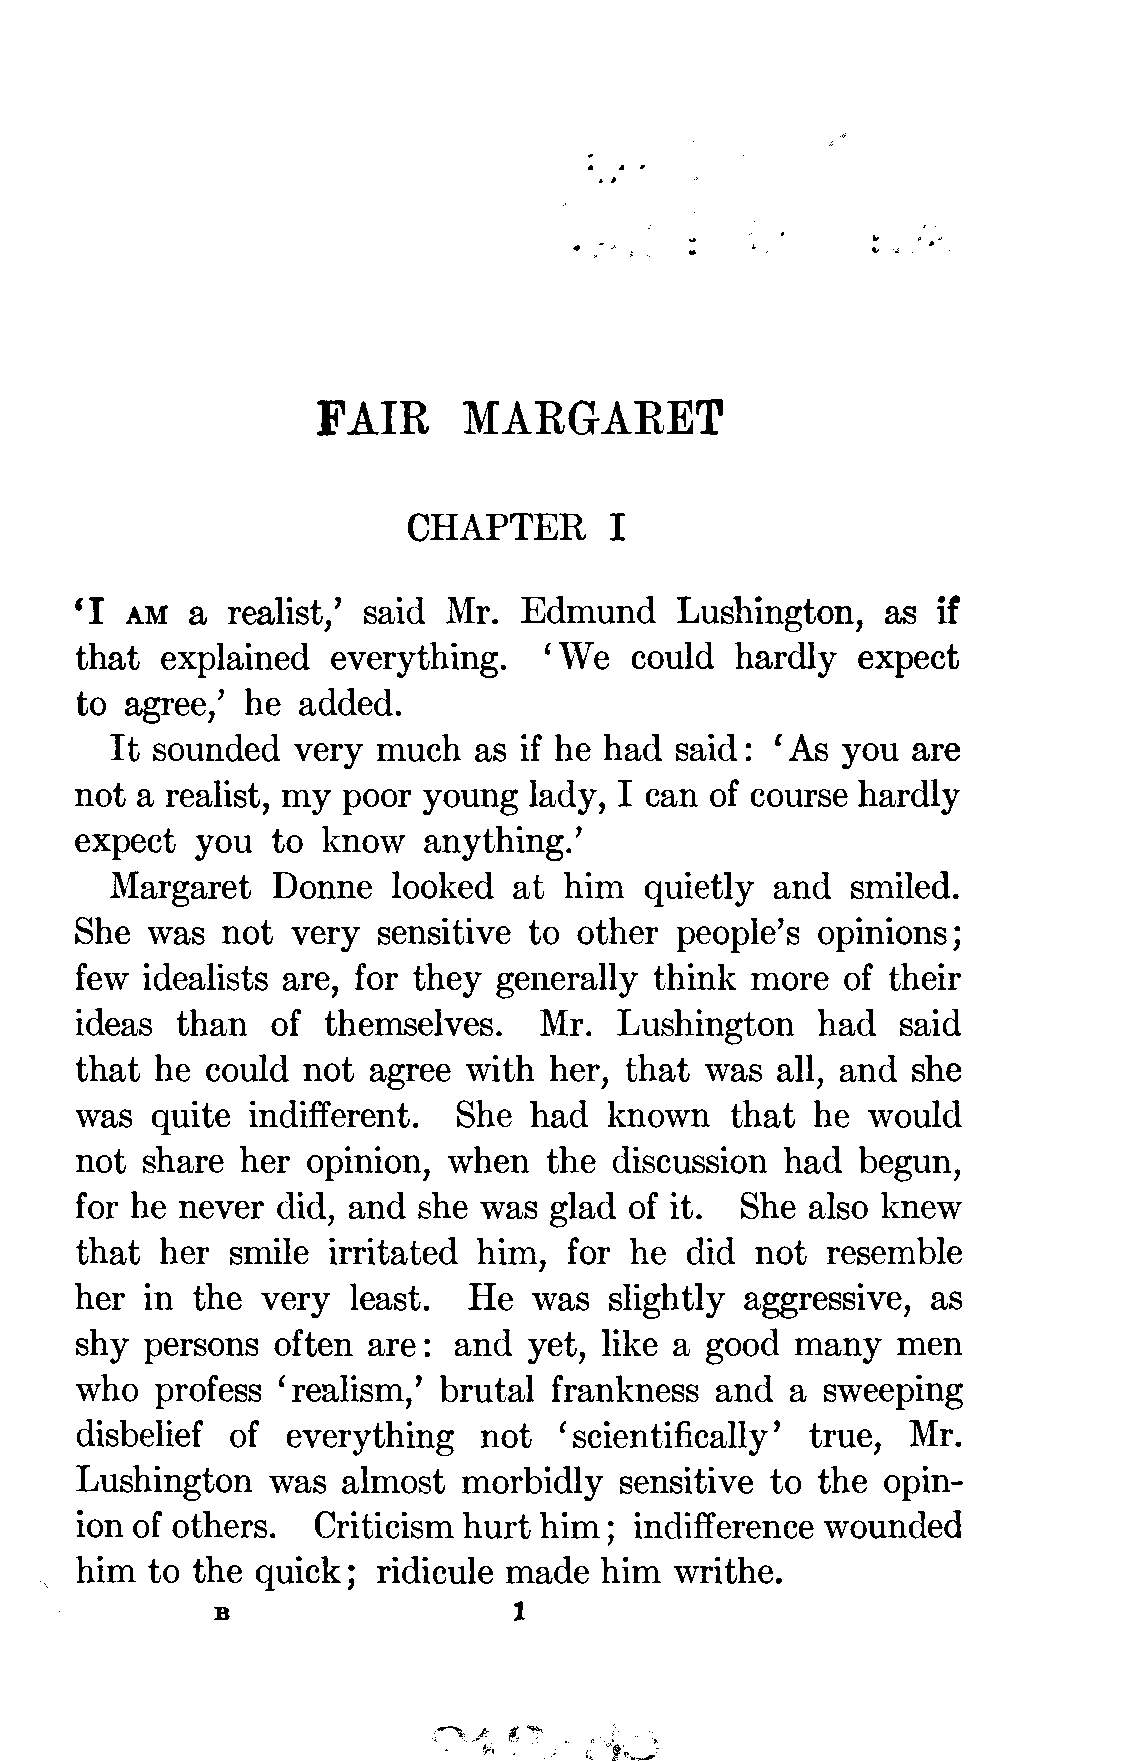 FAIR MARGARET
CHAPTER I
‘I AM a realist,’ said Mr. Edmund Lushington, as if
that explained everything. ‘We could hardly expect
to agree,’ he added.
It sounded very much as if he had said: ‘As you are
not a realist, my poor young lady, I can of course hardly
expect you to know anything.’
Margaret Donne looked at him quietly and smiled.
She was not very sensitive to other people’s opinions;
few idealists are, for they generally think more of their
ideas than of themselves. Mr. Lushington had said
that he could not agree with her, that was all, and she
was quite indifferent. She had known that he would
not share her opinion, when the discussion had begun,
for he never did, and she was glad of it. She also knew
that her smile irritated him, for he did not resemble
her in the very least. He was slightly aggressive, as
shy persons often are: and yet, like a good many men
who profess ‘realism,’ brutal frankness and a sweeping
disbelief of everything not ‘scientifically’ true, Mr.
Lushington was almost morbidly sensitive to the opin-
ion of others. Criticism hurt him; indifference wounded
him to the quick; ridicule made him writhe.
B 1